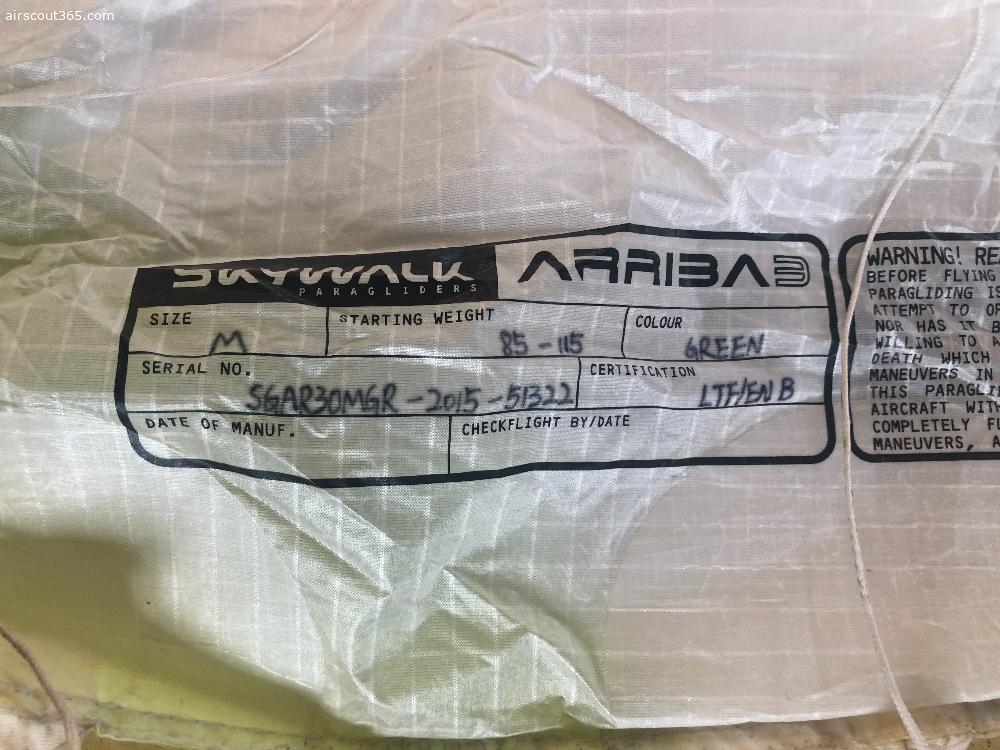 airscout365.com
SKYWALK ARRIBA3
PARAGLIDERS
SIZE STARTING WEIGHT COLOUR
M 85-115 GREEN
SERIAL NO. CERTIFICATION
SGAR30MGR-2015-51322 LTF/EN B
DATE OF MANUF. CHECKFLIGHT BY/DATE
WARNING!
BEFORE FLYING
PARAGLIDING IS
ATTEMPT TO
NOR HAS IT
WILLING TO A
DEATH WHICH
MANEUVERS IN
THIS
AIRCRAFT
COMPLETELY
MANEUVERS,